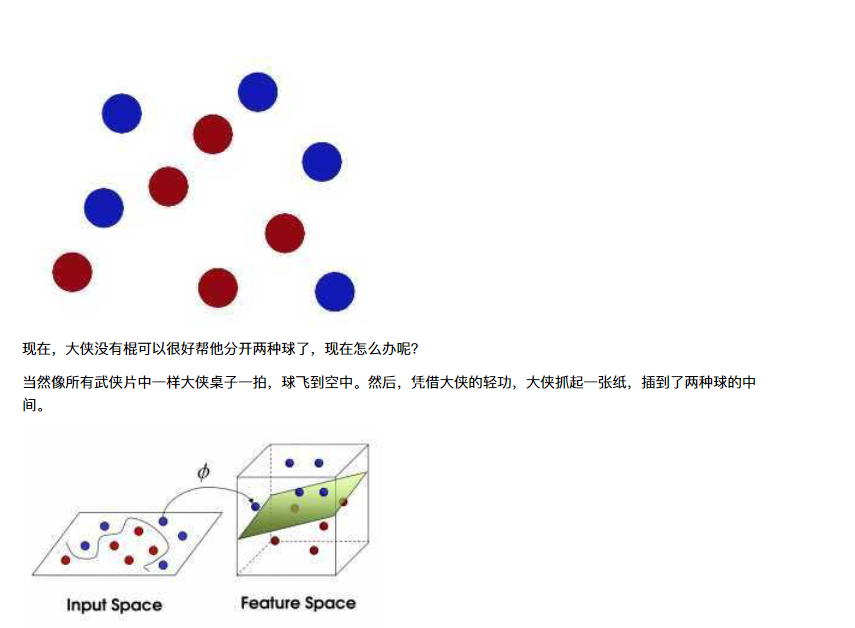 现在，大侠没有棍可以很好帮他分开两种球了，现在怎么办呢？
当然像所有武侠片中一样大侠桌子一拍，球飞到空中。然后，凭借大侠的轻功，大侠抓起一张纸，插到了两种球的中
间。
ϕ
Input Space
Feature Space